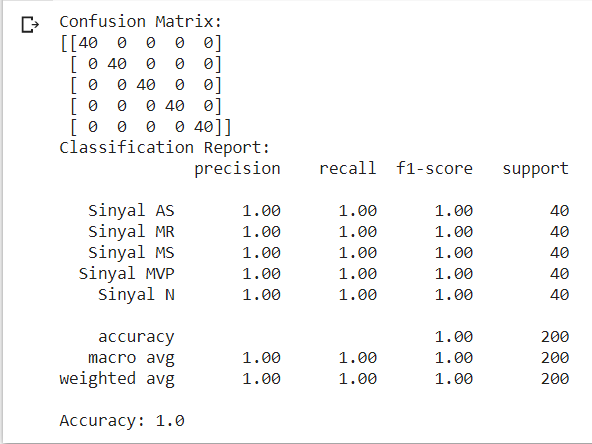 Confusion Matrix:
[[40  0  0  0  0]
 [ 0 40  0  0  0]
 [ 0  0 40  0  0]
 [ 0  0  0 40  0]
 [ 0  0  0  0 40]]
Classification Report:
              precision    recall  f1-score   support

   Sinyal AS       1.00      1.00      1.00        40
   Sinyal MR       1.00      1.00      1.00        40
   Sinyal MS       1.00      1.00      1.00        40
  Sinyal MVP       1.00      1.00      1.00        40
    Sinyal N       1.00      1.00      1.00        40

    accuracy                           1.00       200
   macro avg       1.00      1.00      1.00       200
weighted avg       1.00      1.00      1.00       200

Accuracy: 1.0